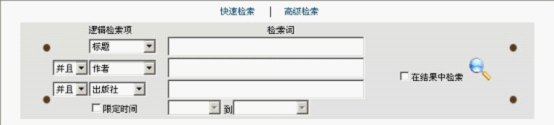 快速检索 | 高级检索
逻辑检索项 检索词
标题
并且 作者
在结果中检索
并且 出版社
限定时间 到